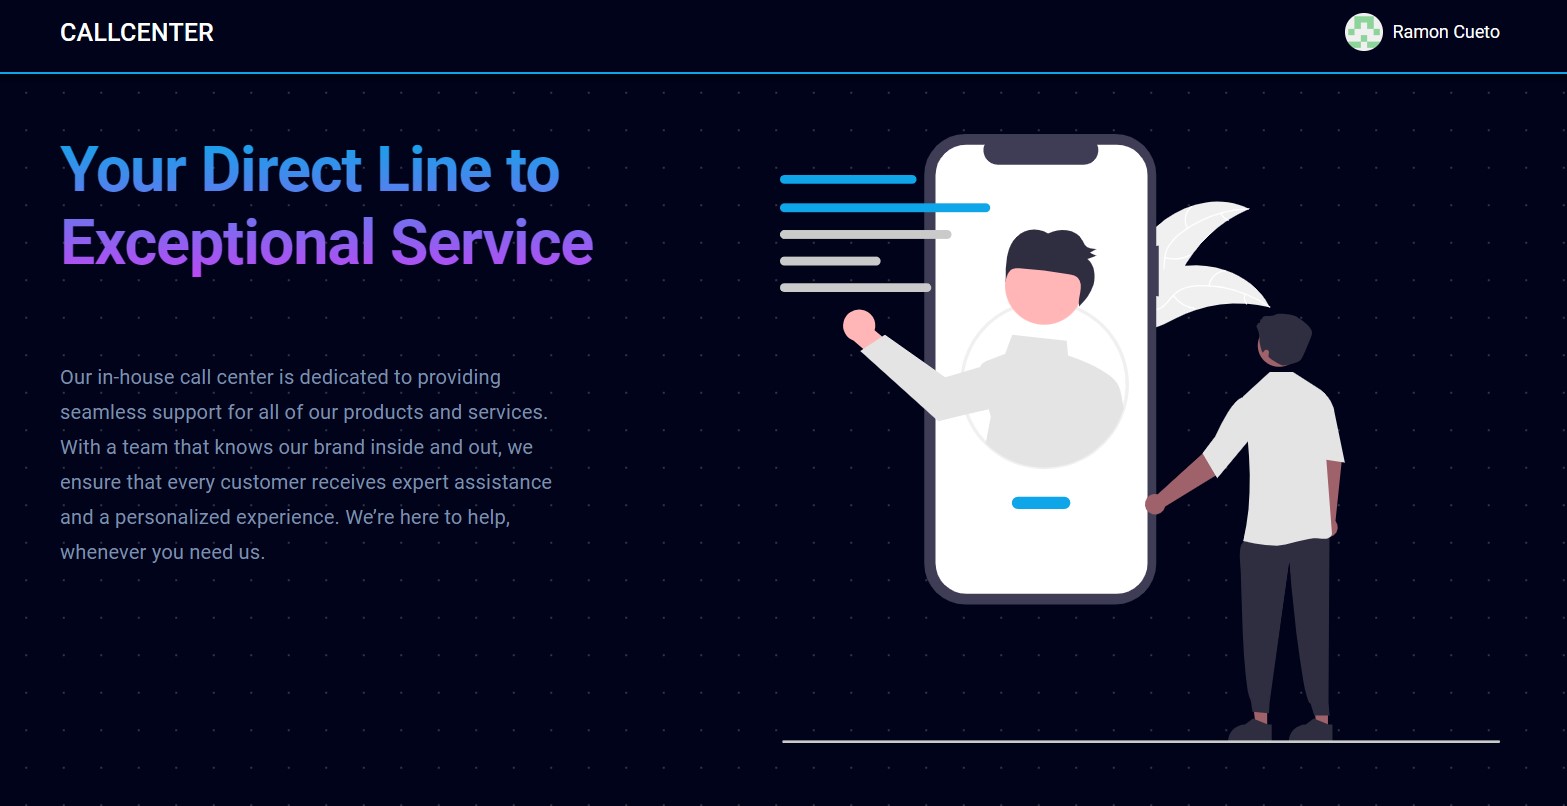 CALLCENTER
Ramon Cueto
Your Direct Line to
Exceptional Service
Our in-house call center is dedicated to providing
seamless support for all of our products and services.
With a team that knows our brand inside and out, we
ensure that every customer receives expert assistance
and a personalized experience. We’re here to help,
whenever you need us.